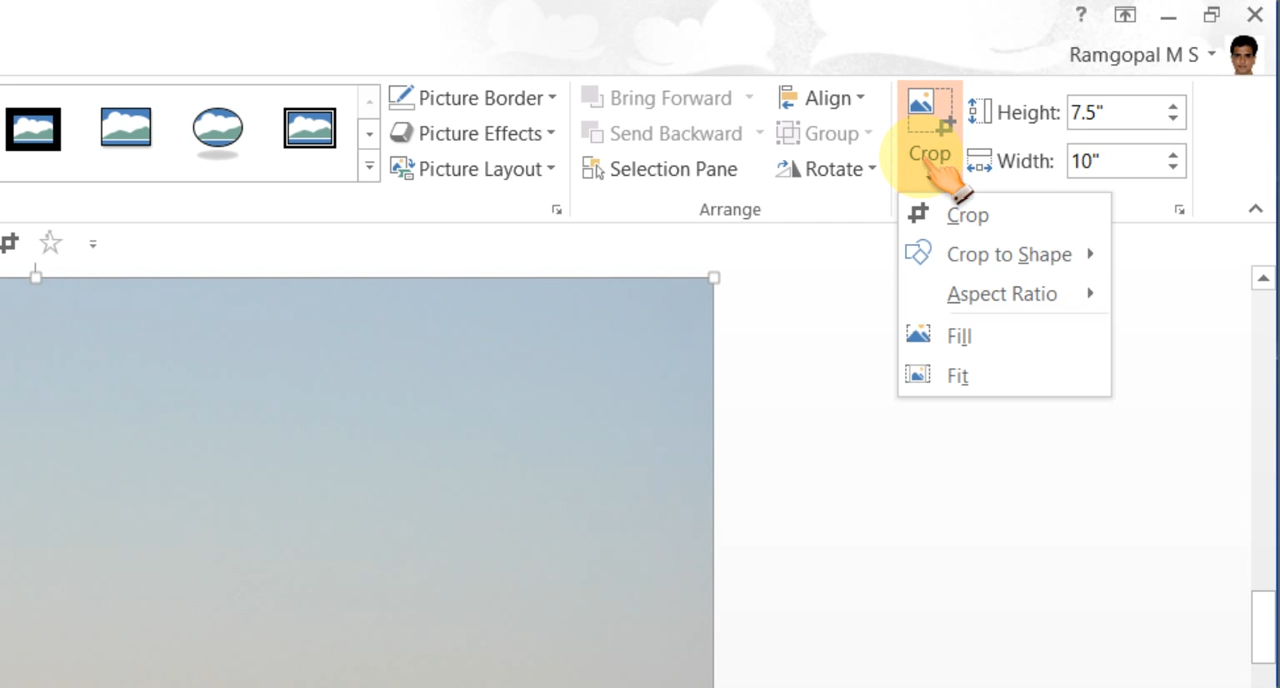 ?
Ramgopal M S
Picture Border
Picture Effects
Picture Layout
Bring Forward
Send Backward
Selection Pane
Align
Group
Rotate
Arrange
Crop
Height: 7.5"
Width: 10"
Crop
Crop to Shape
Aspect Ratio
Fill
Fit